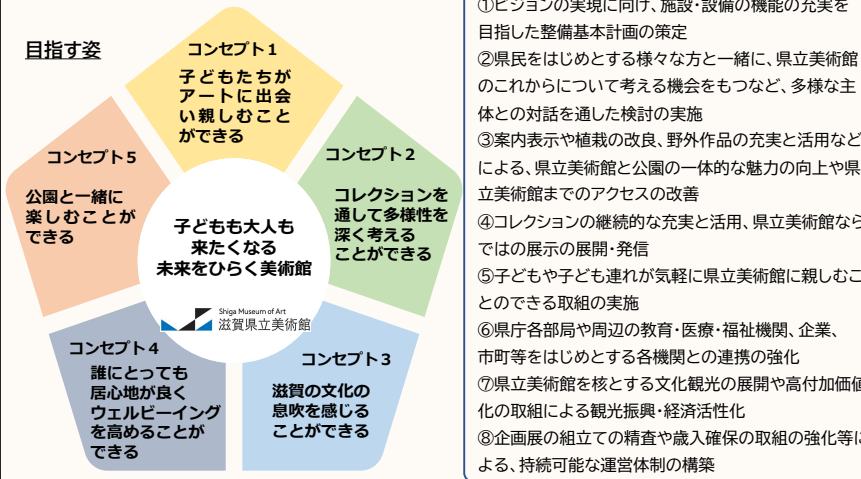 目指す姿
コンセプト1
子どもたちが
アートに出会
い親しむこと
ができる
コンセプト2
コレクションを
通して多様性を
深く考える
ことができる
コンセプト3
滋賀の文化の
息吹を感じる
ことができる
コンセプト4
誰にとっても
居心地が良く
ウェルビーイング
を高めることが
できる
コンセプト5
公園と一緒に
楽しむことが
できる
子どもも大人も
来たくなる
未来をひらく美術館
Shiga Museum of Art
滋賀県立美術館
①ビジョンの実現に向け、施設・設備の機能の充実を
目指した整備基本計画の策定
②県民をはじめとする様々な方と一緒に、県立美術館
のこれからについて考える機会をもつなど、多様な主
体との対話を通した検討の実施
③案内表示や植栽の改良、野外作品の充実と活用など
による、県立美術館と公園の一体的な魅力の向上や県
立美術館までのアクセスの改善
④コレクションの継続的な充実と活用、県立美術館なら
ではの展示の展開・発信
⑤子どもや子ども連れが気軽に県立美術館に親しむこ
とのできる取組の実施
⑥県庁各部局や周辺の教育・医療・福祉機関、企業、
市町等をはじめとする各機関との連携の強化
⑦県立美術館を核とする文化観光の展開や高付加価値
化の取組による観光振興・経済活性化
⑧企画展の組立ての精査や歳入確保の取組の強化等に
よる、持続可能な運営体制の構築